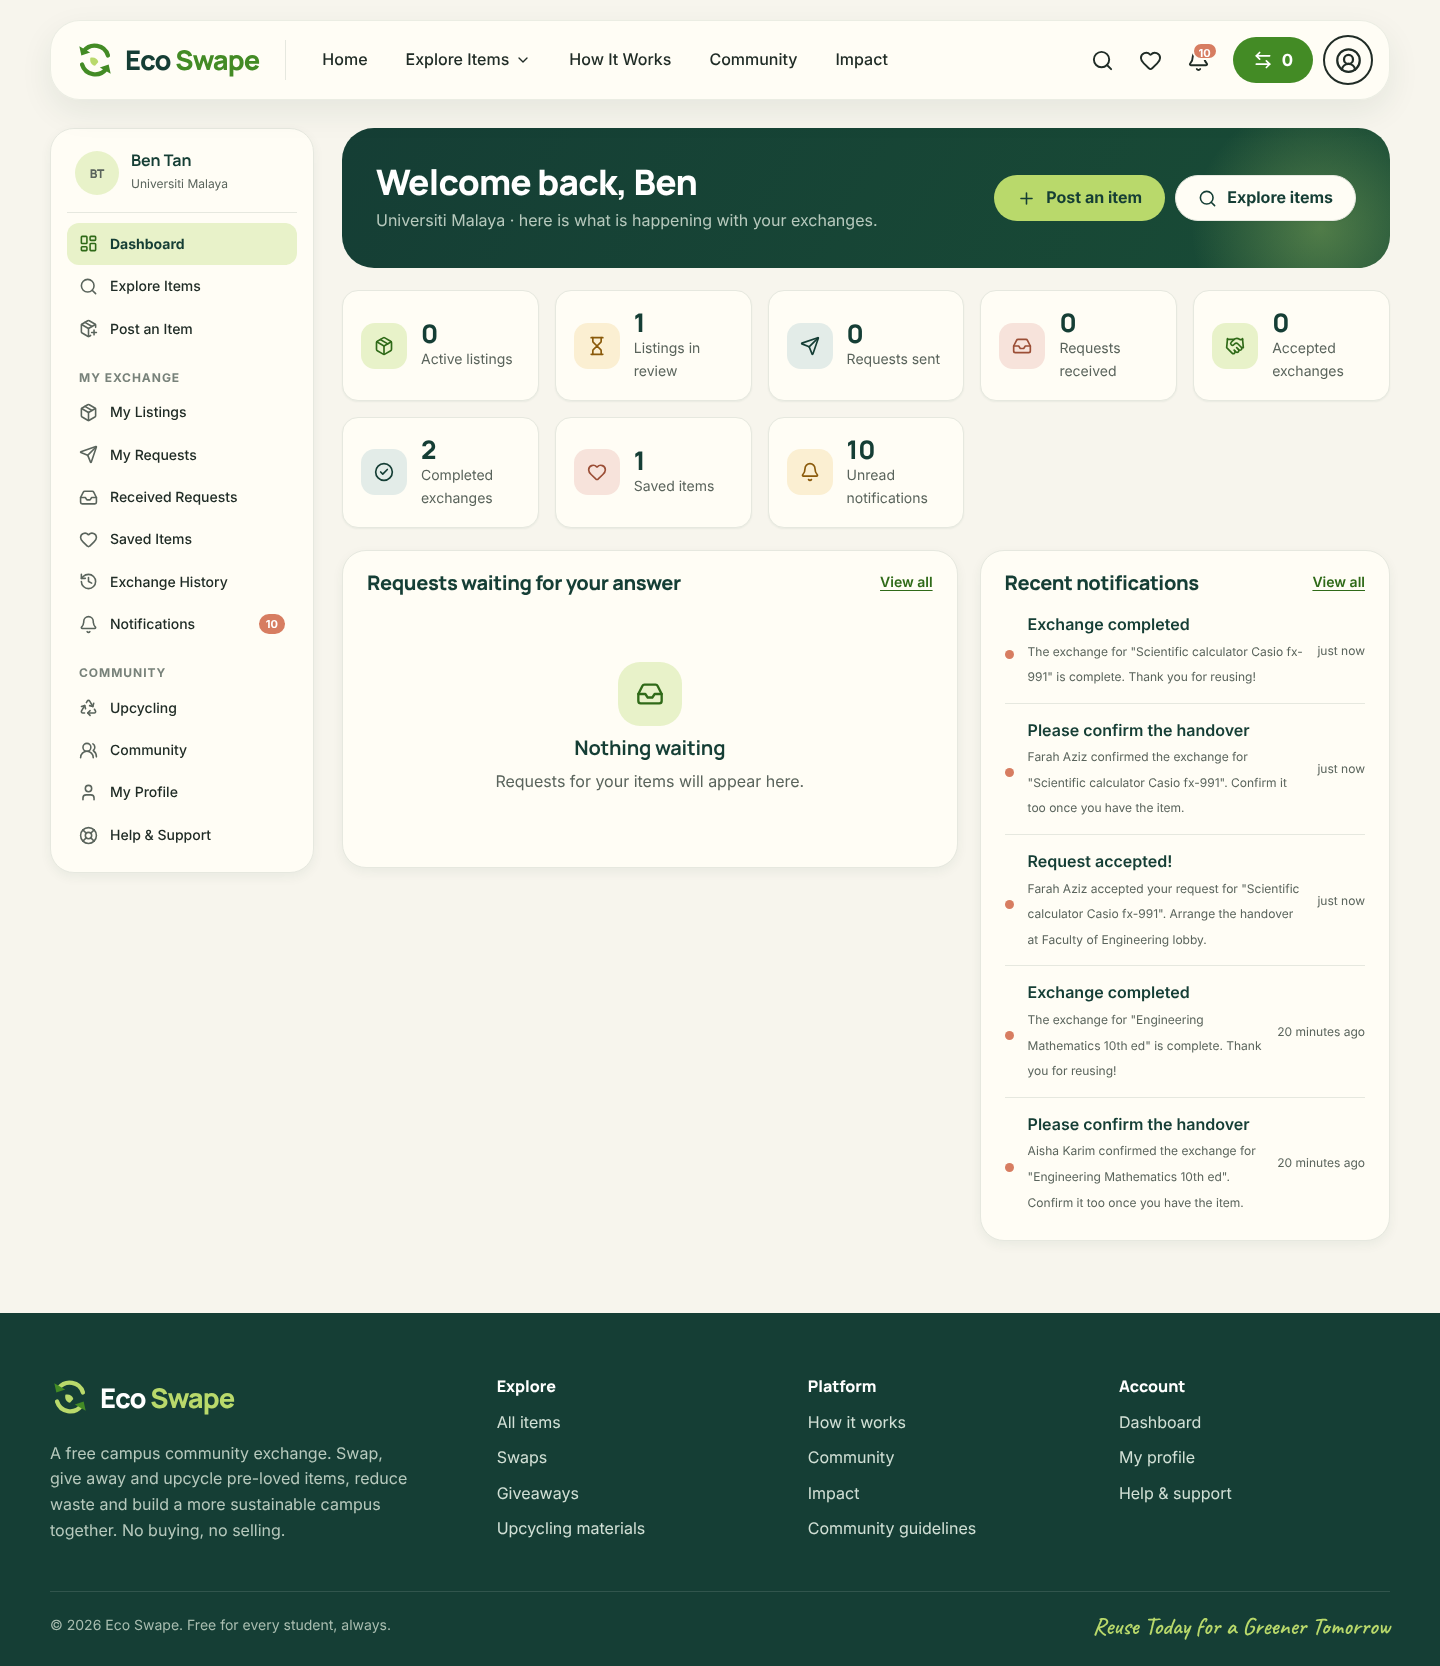 Eco Swape
Home
Explore Items
How It Works
Community
Impact
10
0
BT
Ben Tan
Universiti Malaya
Dashboard
Explore Items
Post an Item
MY EXCHANGE
My Listings
My Requests
Received Requests
Saved Items
Exchange History
Notifications
10
COMMUNITY
Upcycling
Community
My Profile
Help & Support
Welcome back, Ben
Universiti Malaya · here is what is happening with your exchanges.
Post an item
Explore items
0
Active listings
1
Listings in
review
0
Requests sent
0
Requests
received
0
Accepted
exchanges
2
Completed
exchanges
1
Saved items
10
Unread
notifications
Requests waiting for your answer
View all
Nothing waiting
Requests for your items will appear here.
Recent notifications
View all
Exchange completed
The exchange for "Scientific calculator Casio fx-
991" is complete. Thank you for reusing!
just now
Please confirm the handover
Farah Aziz confirmed the exchange for
"Scientific calculator Casio fx-991". Confirm it
too once you have the item.
just now
Request accepted!
Farah Aziz accepted your request for "Scientific
calculator Casio fx-991". Arrange the handover
at Faculty of Engineering lobby.
just now
Exchange completed
The exchange for "Engineering
Mathematics 10th ed" is complete. Thank
you for reusing!
20 minutes ago
Please confirm the handover
Aisha Karim confirmed the exchange for
"Engineering Mathematics 10th ed".
Confirm it too once you have the item.
20 minutes ago
Eco Swape
A free campus community exchange. Swap,
give away and upcycle pre-loved items, reduce
waste and build a more sustainable campus
together. No buying, no selling.
Explore
All items
Swaps
Giveaways
Upcycling materials
Platform
How it works
Community
Impact
Community guidelines
Account
Dashboard
My profile
Help & support
© 2026 Eco Swape. Free for every student, always.
Reuse Today for a Greener Tomorrow